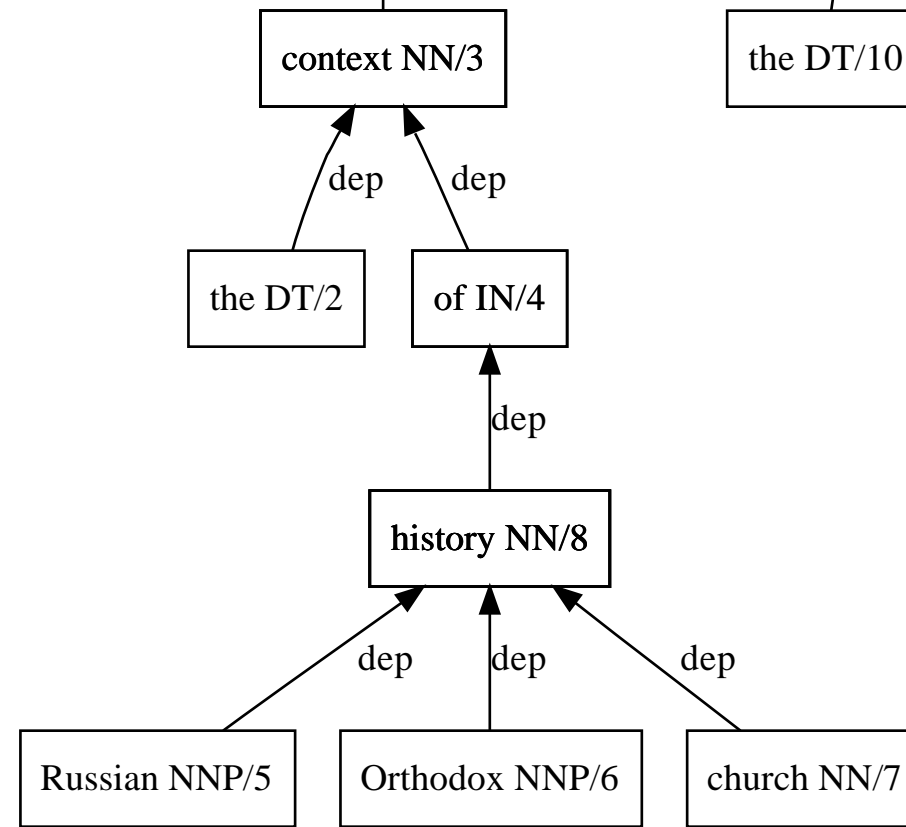 context NN/3
the DT/10
dep
dep
the DT/2
of IN/4
dep
history NN/8
dep
dep
dep
Russian NNP/5
Orthodox NNP/6
church NN/7